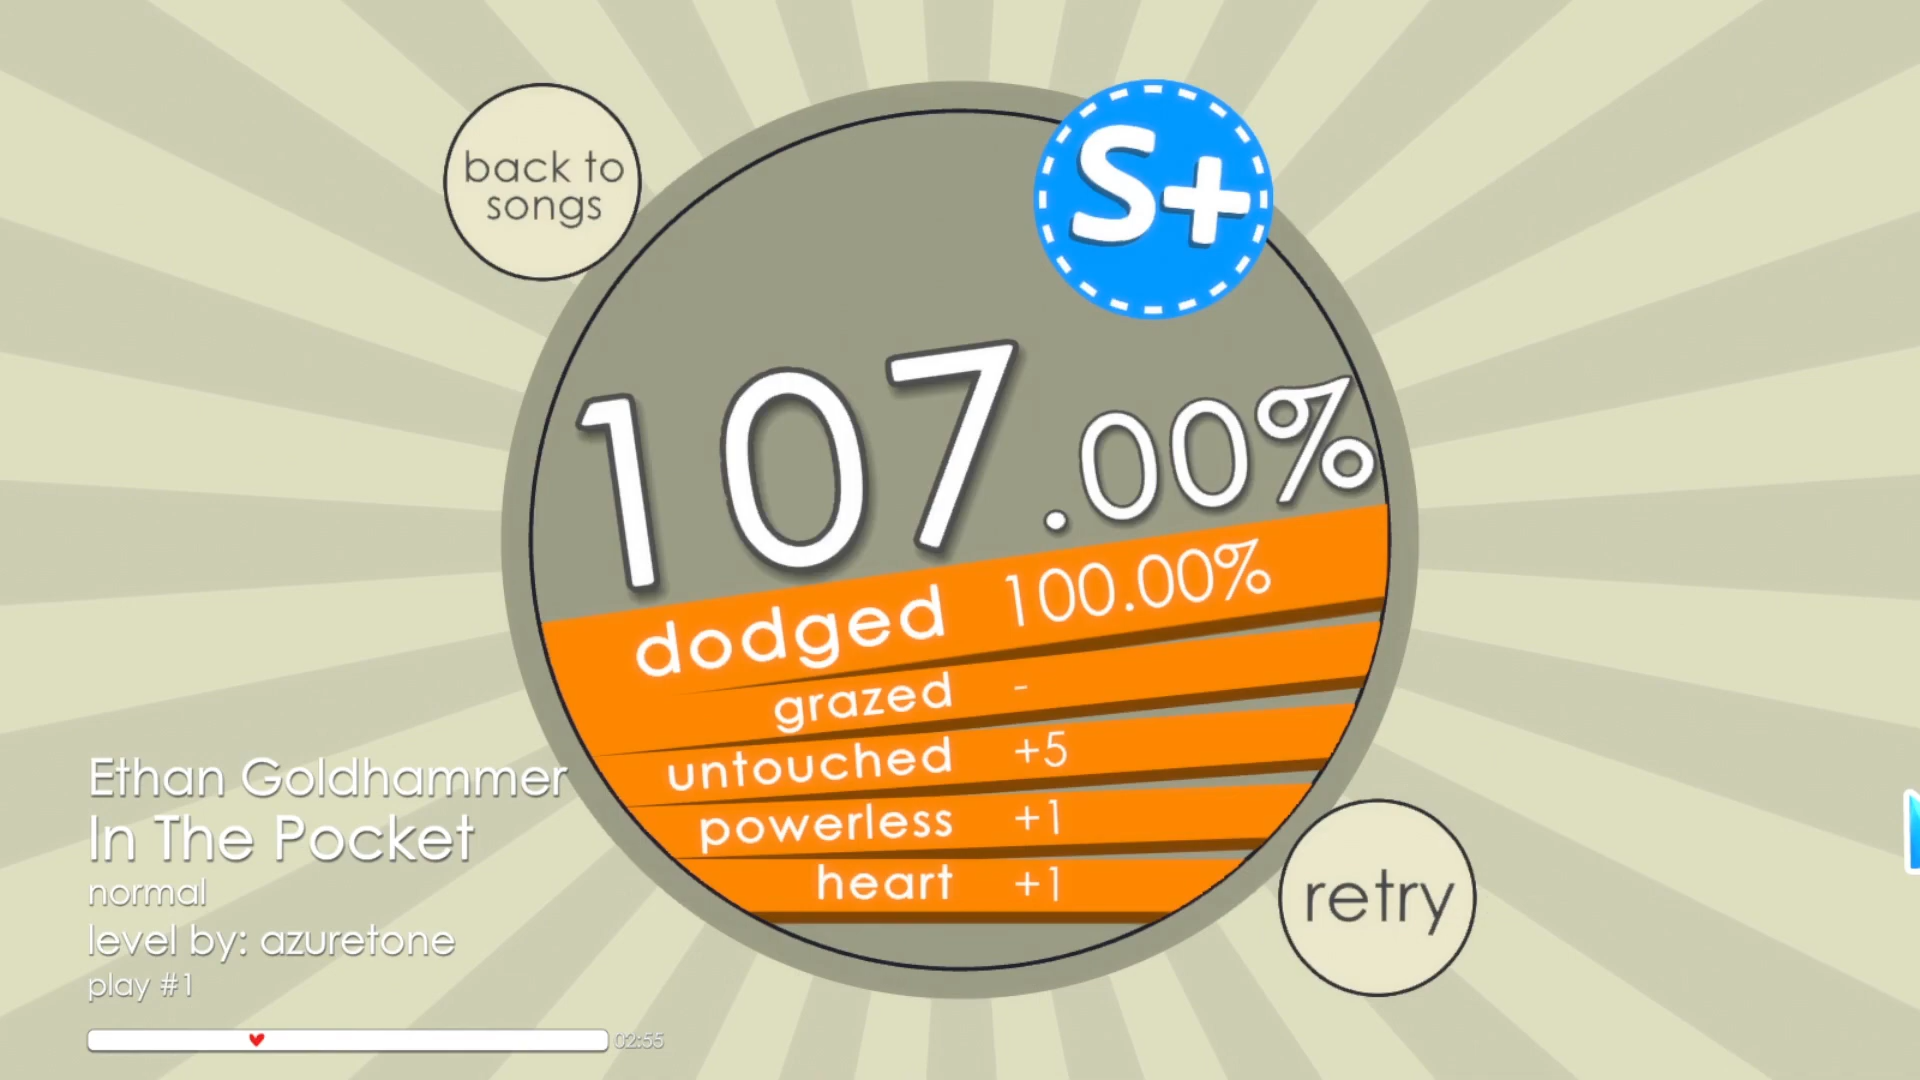 back to
songs
S+
107.00%
dodged 100.00%
grazed -
untouched +5
powerless +1
heart +1
Ethan Goldhammer
In The Pocket
normal
level by: azuretone
play #1
02:55
retry